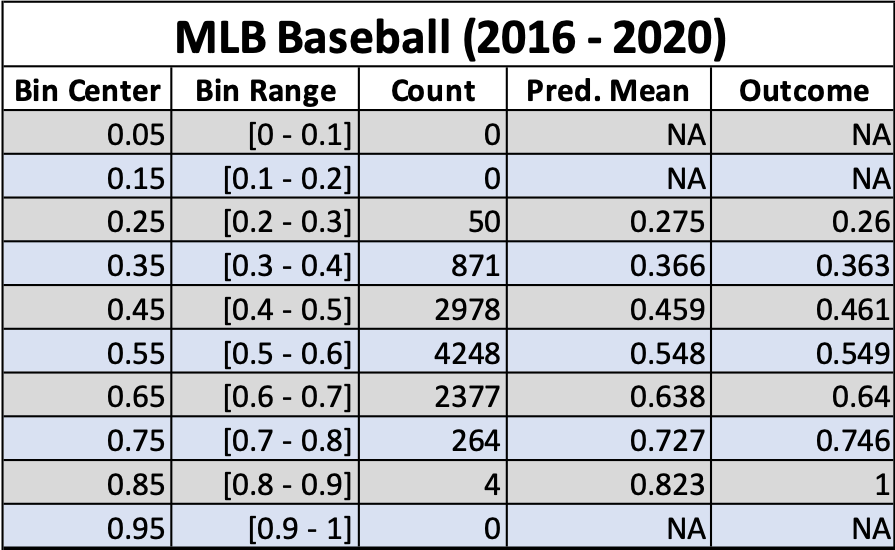 MLB Baseball (2016 - 2020)
Bin Center Bin Range Count Pred. Mean Outcome
0.05 [0 - 0.1] 0 NA NA
0.15 [0.1 - 0.2] 0 NA NA
0.25 [0.2 - 0.3] 50 0.275 0.26
0.35 [0.3 - 0.4] 871 0.366 0.363
0.45 [0.4 - 0.5] 2978 0.459 0.461
0.55 [0.5 - 0.6] 4248 0.548 0.549
0.65 [0.6 - 0.7] 2377 0.638 0.64
0.75 [0.7 - 0.8] 264 0.727 0.746
0.85 [0.8 - 0.9] 4 0.823 1
0.95 [0.9 - 1] 0 NA NA